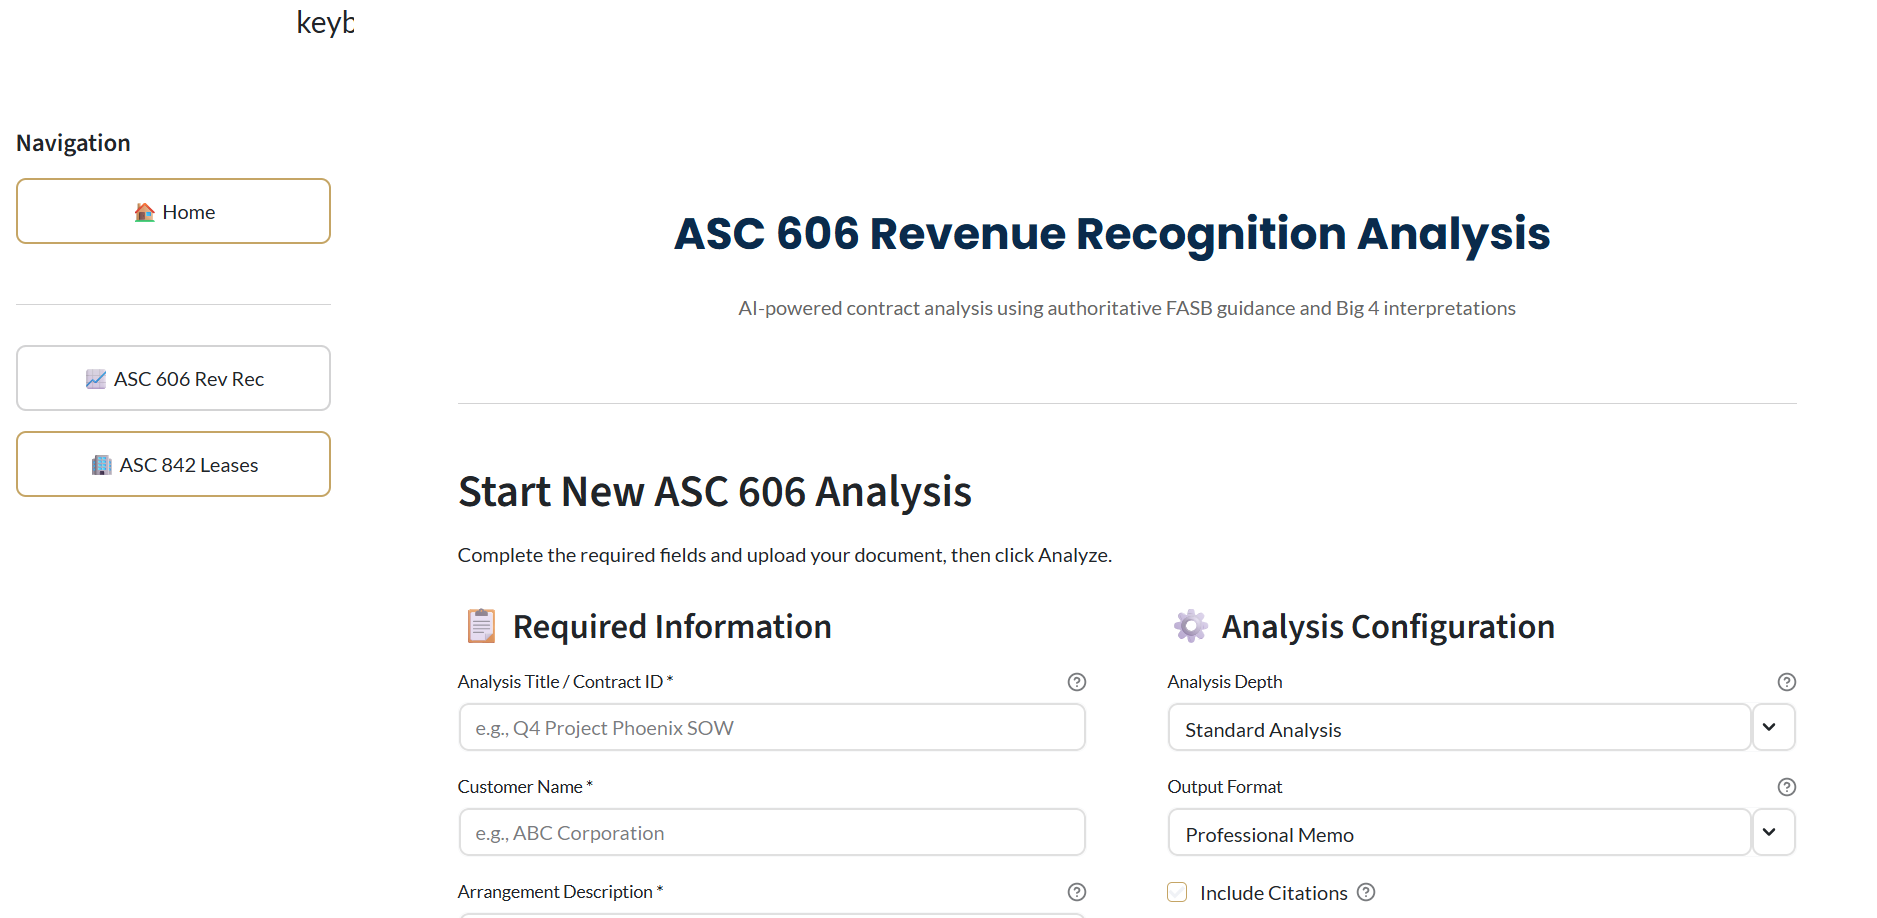 keyb
Navigation
Home
ASC 606 Rev Rec
ASC 842 Leases
ASC 606 Revenue Recognition Analysis
AI-powered contract analysis using authoritative FASB guidance and Big 4 interpretations
Start New ASC 606 Analysis
Complete the required fields and upload your document, then click Analyze.
Required Information
Analysis Title / Contract ID *
e.g., Q4 Project Phoenix SOW
Customer Name *
e.g., ABC Corporation
Arrangement Description *
Analysis Configuration
Analysis Depth
Standard Analysis
Output Format
Professional Memo
Include Citations